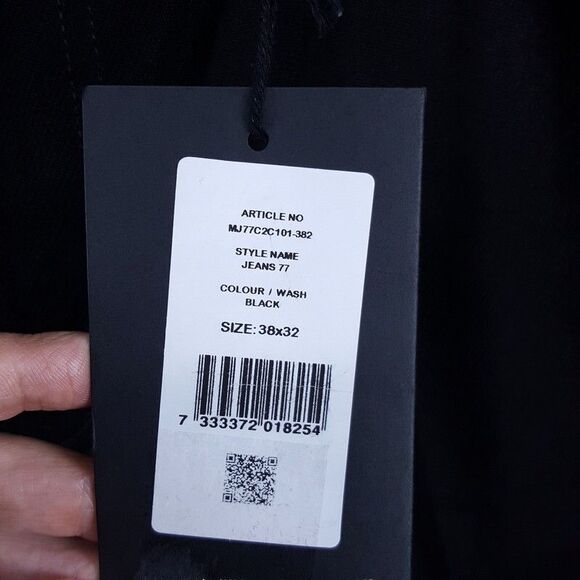 ARTICLE NO
MJ77C2C101-382
STYLE NAME
JEANS 77
COLOUR / WASH
BLACK
SIZE: 38x32
7 333372 018254